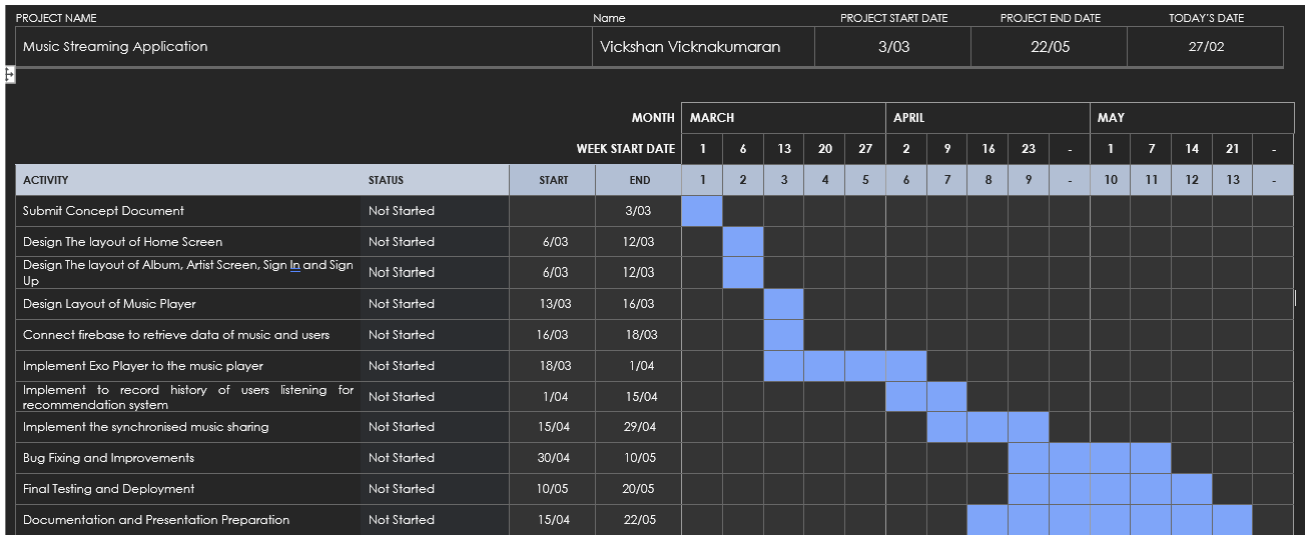 PROJECT NAME Name PROJECT START DATE PROJECT END DATE TODAY'S DATE
Music Streaming Application Vickshan Vicknakumaran 3/03 22/05 27/02
MONTH MARCH APRIL MAY
WEEK START DATE 1 6 13 20 27 2 9 16 23 - 1 7 14 21 -
ACTIVITY STATUS START END 1 2 3 4 5 6 7 8 9 - 10 11 12 13 -
Submit Concept Document Not Started 3/03
Design The layout of Home Screen Not Started 6/03 12/03
Design The layout of Album, Artist Screen, Sign In and Sign
Up Not Started 6/03 12/03
Design Layout of Music Player Not Started 13/03 16/03
Connect firebase to retrieve data of music and users Not Started 16/03 18/03
Implement Exo Player to the music player Not Started 18/03 1/04
Implement to record history of users listening for
recommendation system Not Started 1/04 15/04
Implement the synchronised music sharing Not Started 15/04 29/04
Bug Fixing and Improvements Not Started 30/04 10/05
Final Testing and Deployment Not Started 10/05 20/05
Documentation and Presentation Preparation Not Started 15/04 22/05